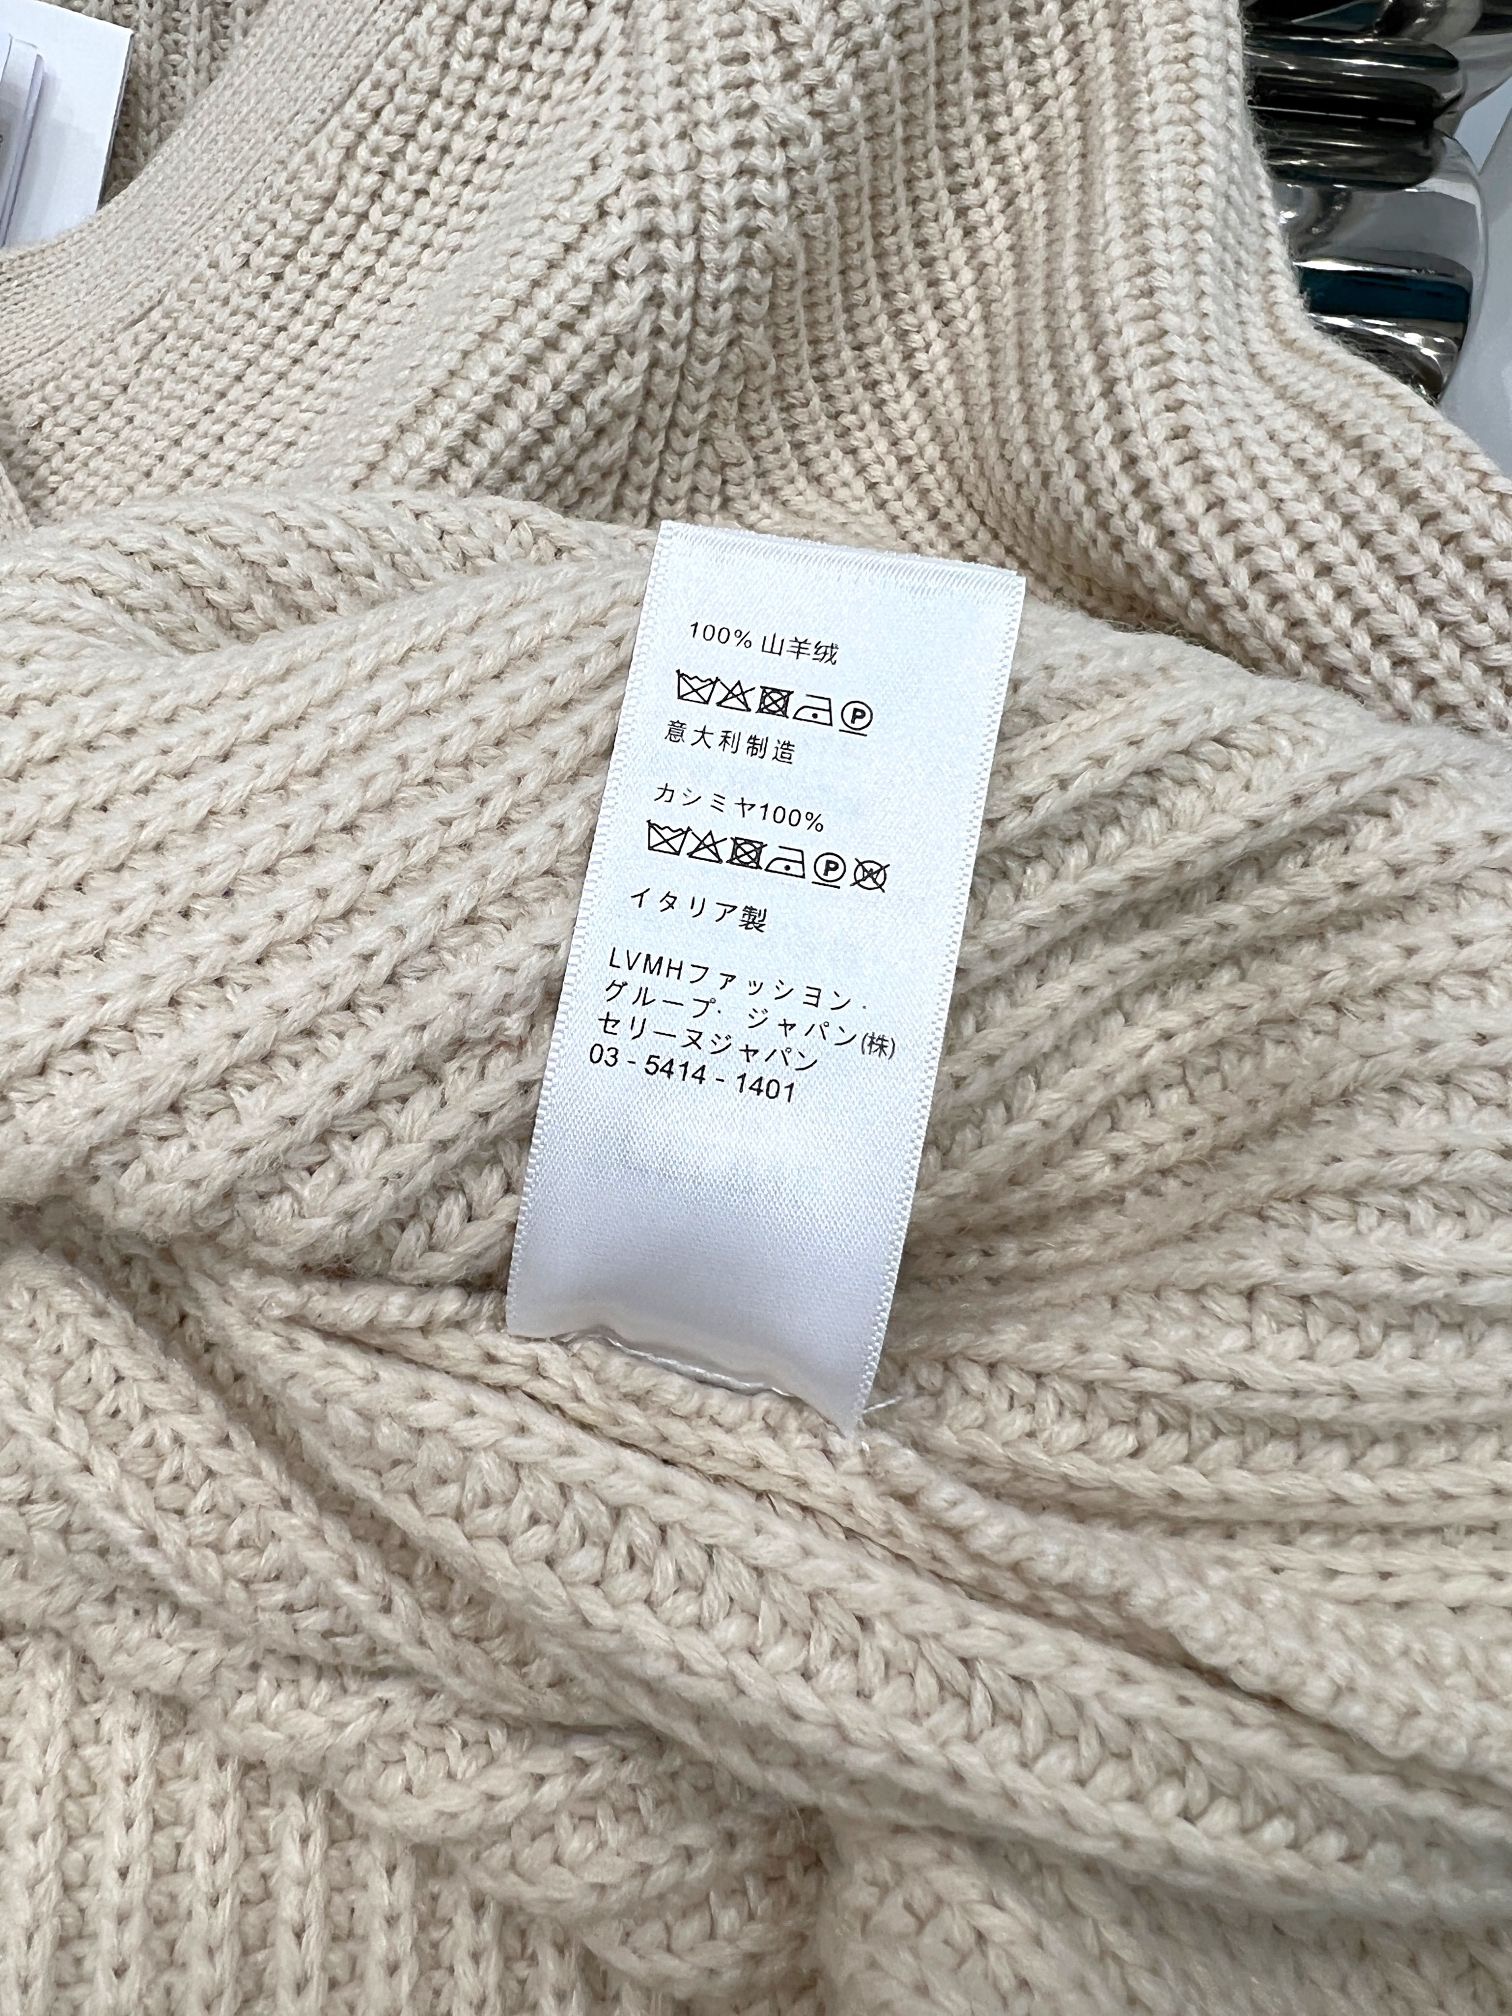 100% 山羊绒
P
意大利制造
カシミヤ100%
P W
イタリア製
LVMHファッション・
グループ・ジャパン(株)
セリーヌジャパン
03 - 5414 - 1401